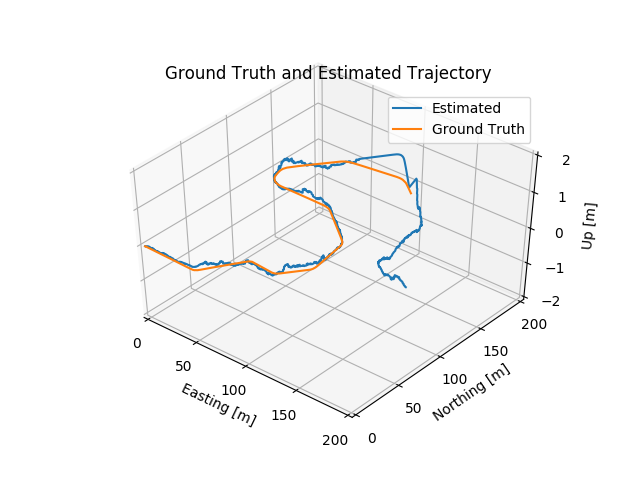 Ground Truth and Estimated Trajectory
Estimated
Ground Truth
2
1
0
−1
−2
Up [m]
0
50
100
150
200
Easting [m]
0
50
100
150
200
Northing [m]